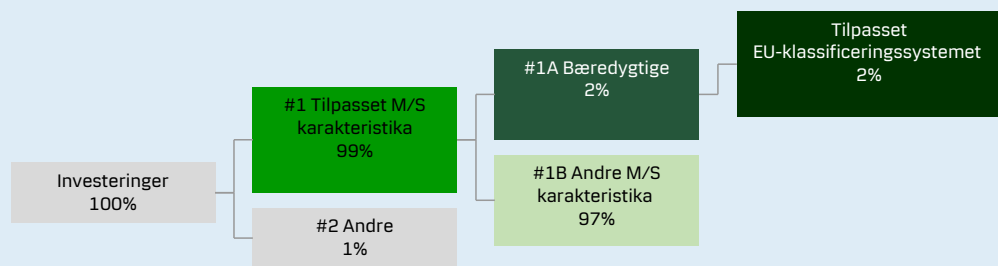 Investeringer
100%
#1 Tilpasset M/S
karakteristika
99%
#2 Andre
1%
#1A Bæredygtige
2%
#1B Andre M/S
karakteristika
97%
Tilpasset
EU-klassificeringssystemet
2%